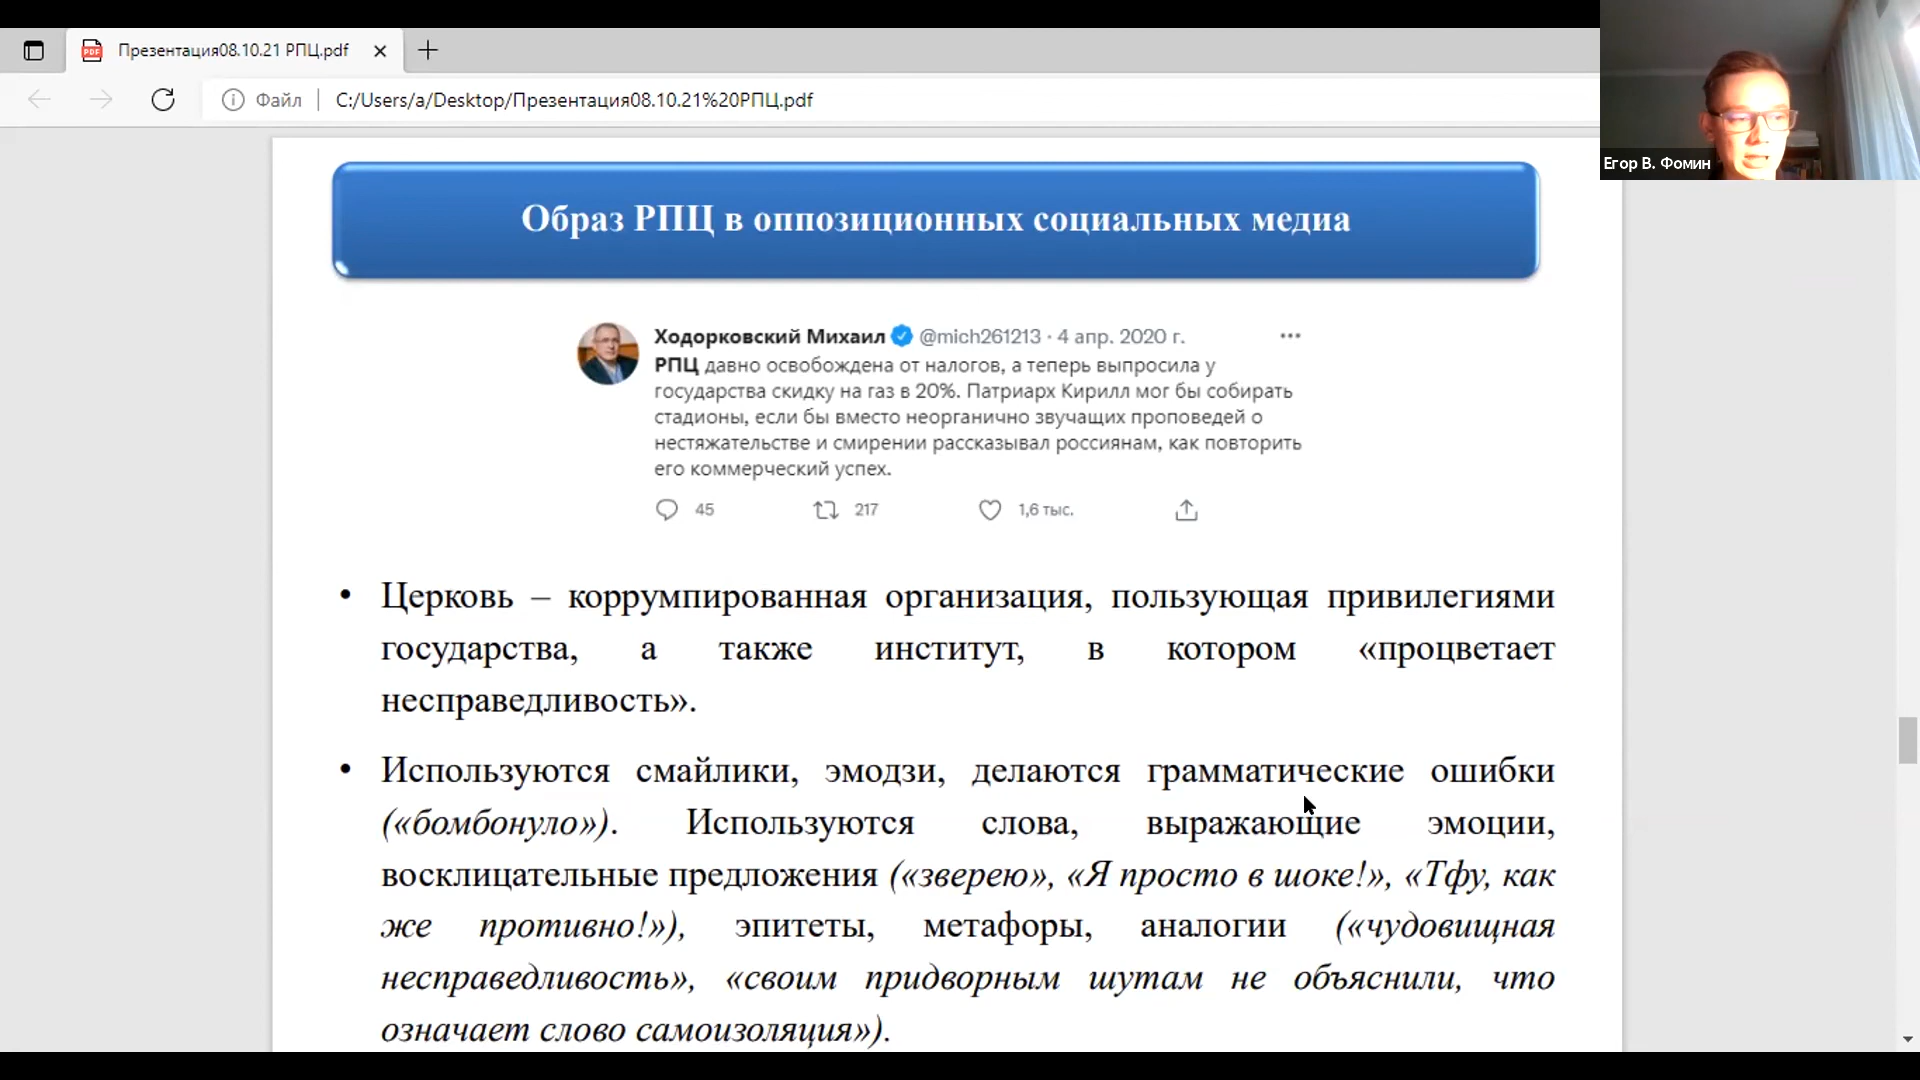 Презентация08.10.21 РПЦ.pdf
Файл
C:/Users/a/Desktop/Презентация08.10.21%20РПЦ.pdf
Егор В. Фомин
Образ РПЦ в оппозиционных социальных медиа
Ходорковский Михаил @mich261213 · 4 апр. 2020 г.
РПЦ давно освобождена от налогов, а теперь выпросила у
государства скидку на газ в 20%. Патриарх Кирилл мог бы собирать
стадионы, если бы вместо неорганично звучащих проповедей о
нестяжательстве и смирении рассказывал россиянам, как повторить
его коммерческий успех.
45 217 1,6 тыс.
• Церковь – коррумпированная организация, пользующая привилегиями
государства, а также институт, в котором «процветает
несправедливость».
• Используются смайлики, эмодзи, делаются грамматические ошибки
(«бомбонуло»). Используются слова, выражающие эмоции,
восклицательные предложения («зверею», «Я просто в шоке!», «Тфу, как
же противно!»), эпитеты, метафоры, аналогии («чудовищная
несправедливость», «своим придворным шутам не объяснили, что
означает слово самоизоляция»).